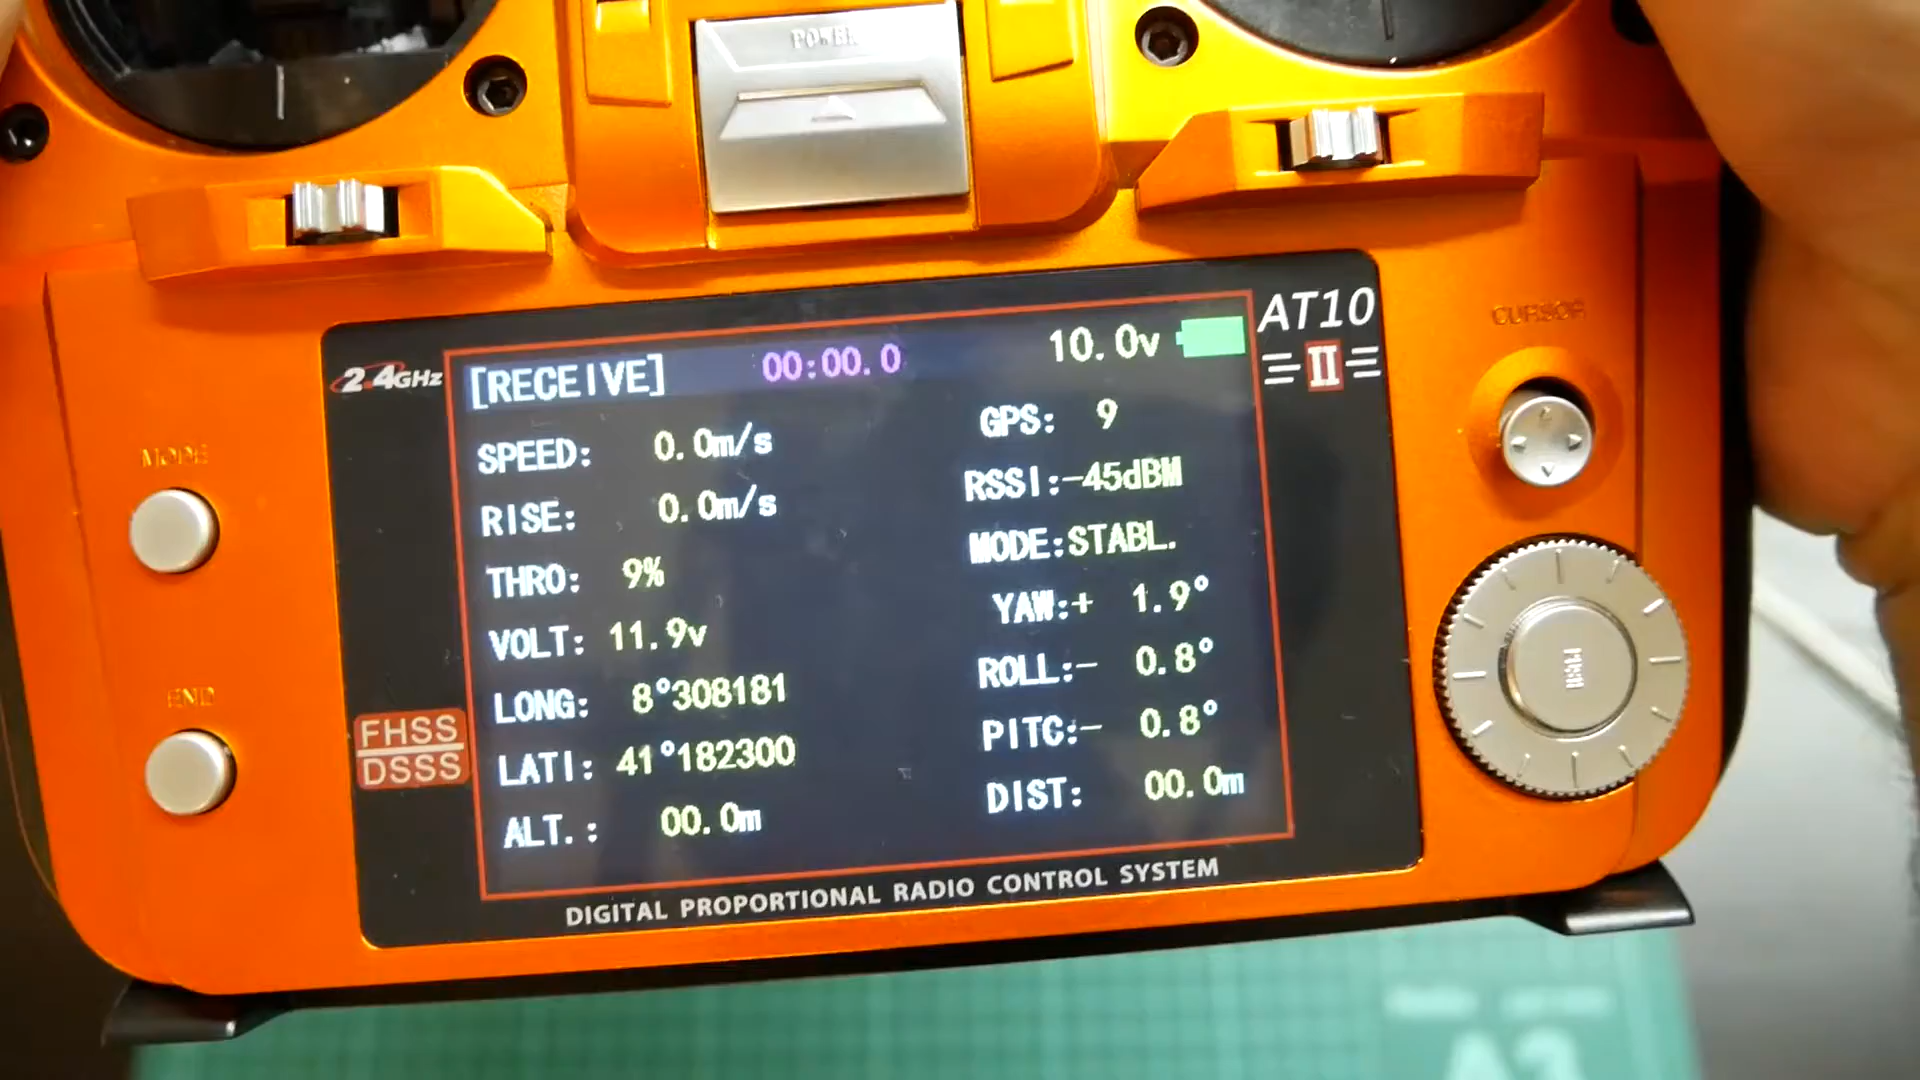 POWER
CURSOR
AT10
II
2.4GHz
[RECEIVE] 00:00.0 10.0v
SPEED: 0.0m/s GPS: 9
RISE: 0.0m/s RSSI:-45dBM
THRO: 9% MODE:STABL.
VOLT: 11.9v YAW:+ 1.9°
LONG: 8°308181 ROLL:- 0.8°
LATI: 41°182300 PITC:- 0.8°
ALT.: 00.0m DIST: 00.0m
MODE
END
FHSS
DSSS
PUSH
DIGITAL PROPORTIONAL RADIO CONTROL SYSTEM
A3